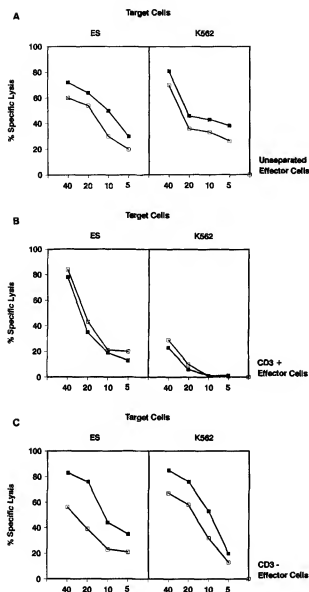 A
Target Cells
ES K562
100
80
60
40
20
0
% Specific Lysis
40 20 10 5 40 20 10 5
Unseparated
Effector Cells
Target Cells
B
ES K562
100
80
60
40
20
0
% Specific Lysis
40 20 10 5 40 20 10 5
CD3 +
Effector Cells
Target Cells
C
ES K562
100
80
60
40
20
0
% Specific Lysis
40 20 10 5 40 20 10 5
CD3 -
Effector Cells